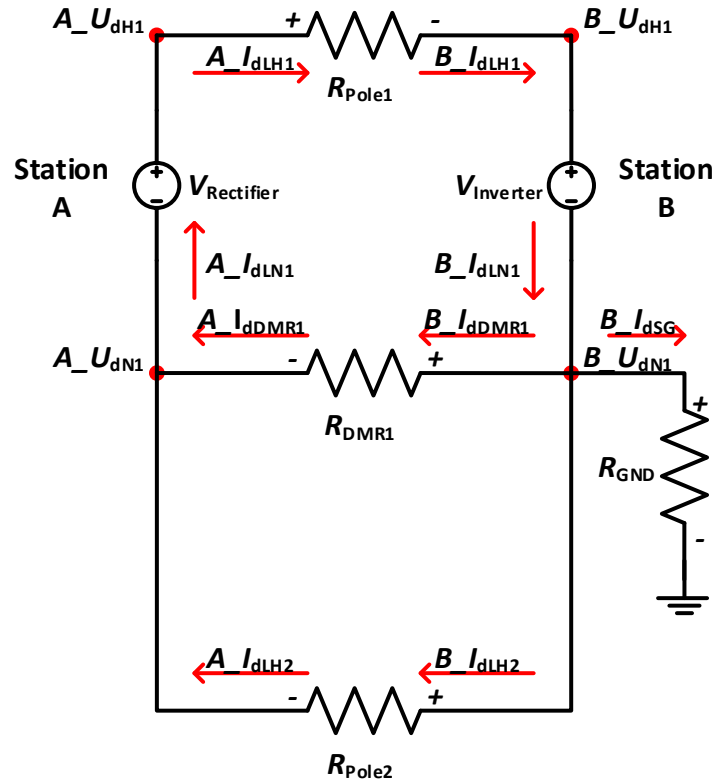 A_UdH1 B_UdH1
+ -
A_IdLH1 B_IdLH1
RPole1
Station A
+
-
VRectifier
VInverter
+
-
Station B
A_IdLN1 B_IdLN1
A_IdDMR1 B_IdDMR1 B_IdSG
A_UdN1 B_UdN1
- +
RDMR1
+
RGND
-
A_IdLH2 B_IdLH2
- +
RPole2